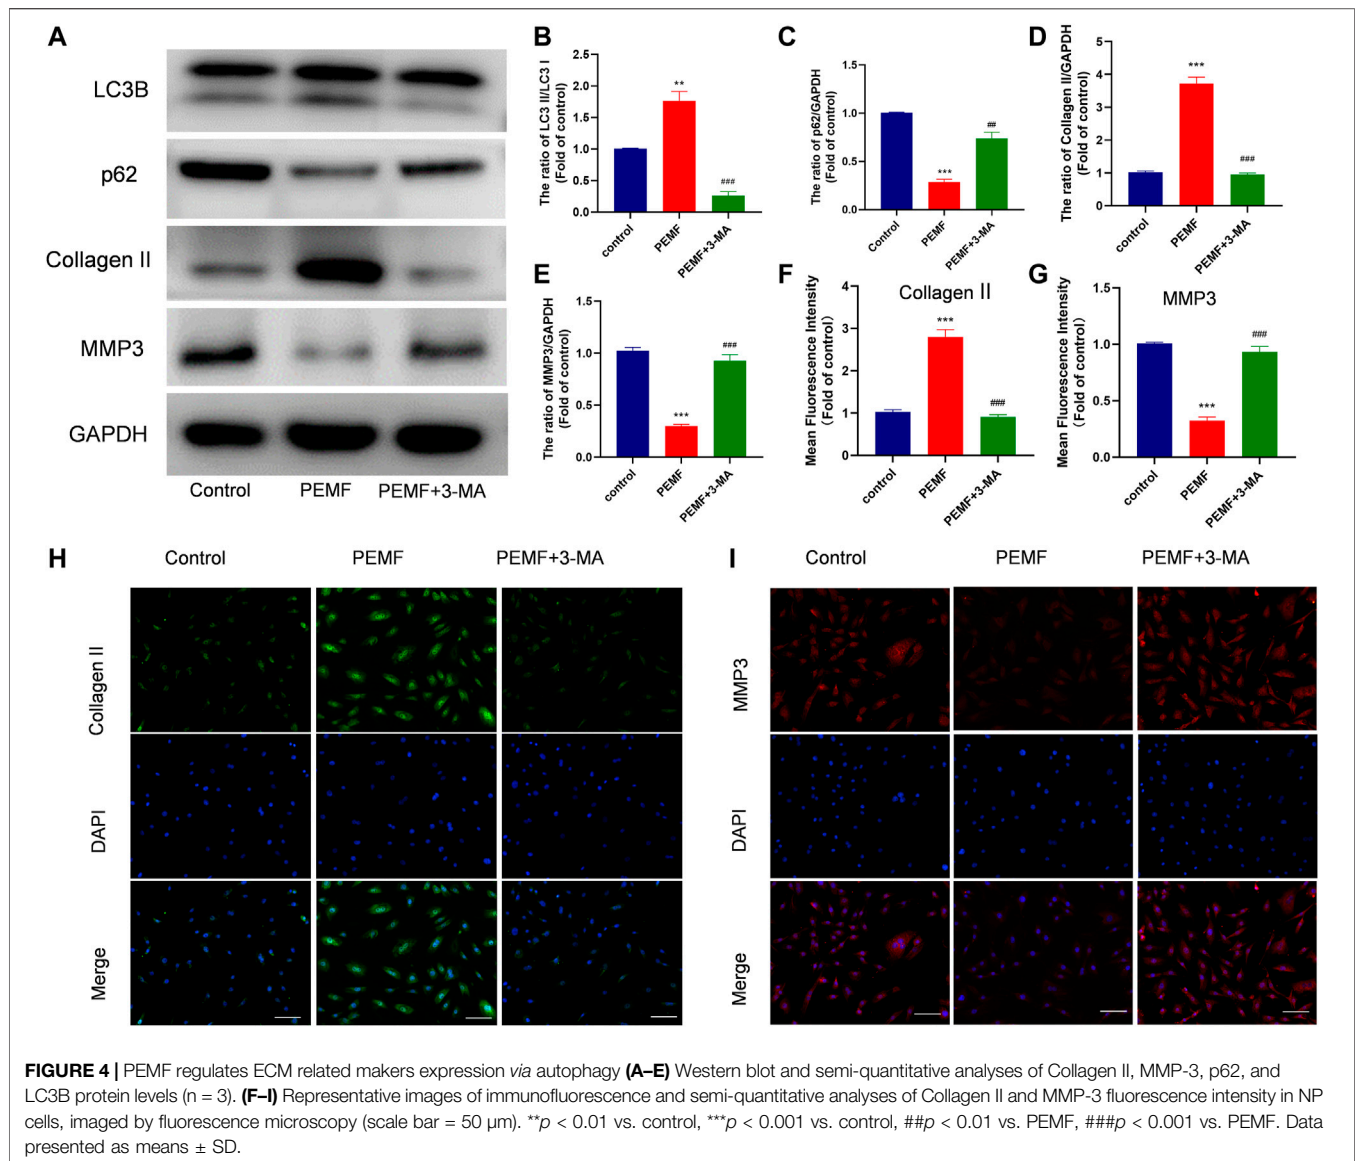 A
LC3B
p62
Collagen II
MMP3
GAPDH
Control PEMF PEMF+3-MA
B
The ratio of LC3 II/LC3 I
(Fold of control)
2.5
2.0
1.5
1.0
0.5
0.0
**
###
control
PEMF
PEMF+3-MA
C
The ratio of p62/GAPDH
(Fold of control)
1.5
1.0
0.5
0.0
***
##
Control
PEMF
PEMF+3-MA
D
The ratio of Collagen II/GAPDH
(Fold of control)
5
4
3
2
1
0
***
###
control
PEMF
PEMF+3-MA
E
The ratio of MMP3/GAPDH
(Fold of control)
1.5
1.0
0.5
0.0
***
###
control
PEMF
PEMF+3-MA
F
Collagen II
Mean Fluorescence Intensity
(Fold of control)
4
3
2
1
0
***
###
control
PEMF
PEMF+3-MA
G
MMP3
Mean Fluorescence Intensity
(Fold of control)
1.5
1.0
0.5
0.0
***
###
control
PEMF
PEMF+3-MA
H
Control PEMF PEMF+3-MA
Collagen II
DAPI
Merge
I
Control PEMF PEMF+3-MA
MMP3
DAPI
Merge
FIGURE 4 | PEMF regulates ECM related makers expression via autophagy (A–E) Western blot and semi-quantitative analyses of Collagen II, MMP-3, p62, and
LC3B protein levels (n = 3). (F–I) Representative images of immunofluorescence and semi-quantitative analyses of Collagen II and MMP-3 fluorescence intensity in NP
cells, imaged by fluorescence microscopy (scale bar = 50 μm). **p < 0.01 vs. control, ***p < 0.001 vs. control, ##p < 0.01 vs. PEMF, ###p < 0.001 vs. PEMF. Data
presented as means ± SD.